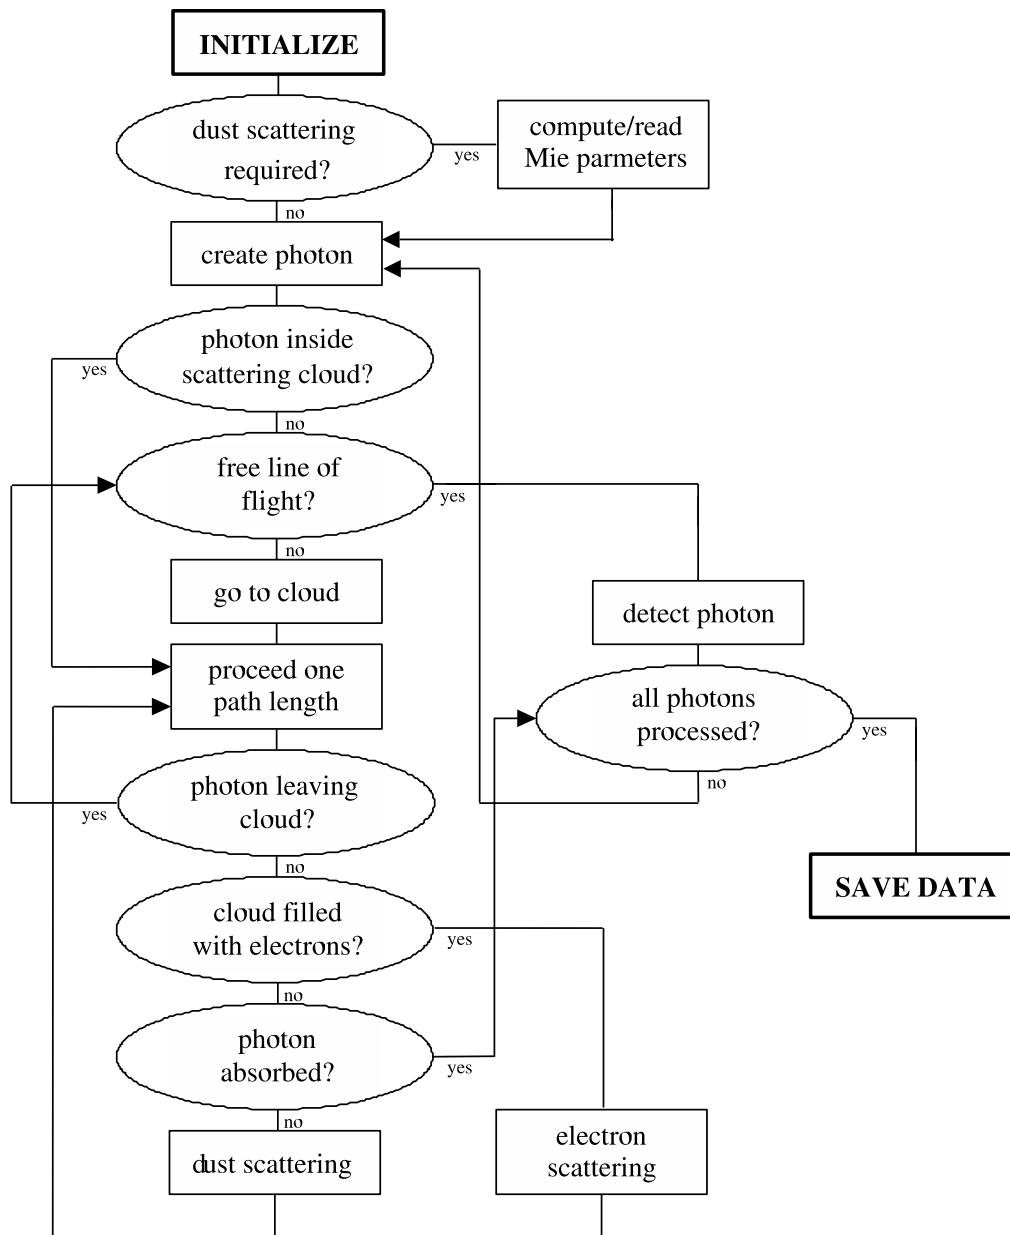 INITIALIZE
dust scattering
required?
yes
compute/read
Mie parmeters
no
create photon
photon inside
scattering cloud?
yes
no
free line of
flight?
yes
no
go to cloud
detect photon
proceed one
path length
all photons
processed?
yes
no
photon leaving
cloud?
yes
no
SAVE DATA
cloud filled
with electrons?
yes
no
photon
absorbed?
yes
no
dust scattering
electron
scattering